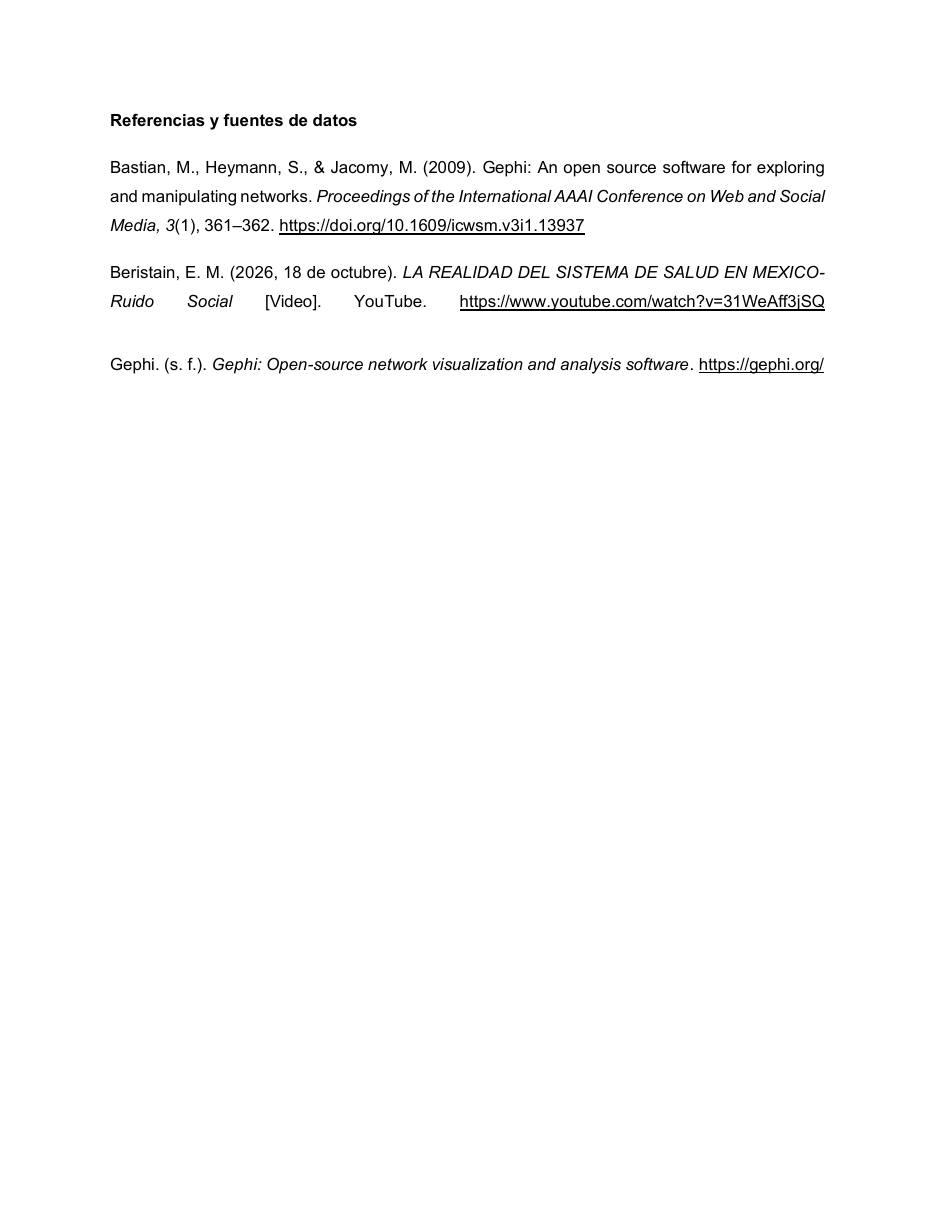 Referencias y fuentes de datos
Bastian, M., Heymann, S., & Jacomy, M. (2009). Gephi: An open source software for exploring
and manipulating networks. Proceedings of the International AAAI Conference on Web and Social
Media, 3(1), 361–362. https://doi.org/10.1609/icwsm.v3i1.13937
Beristain, E. M. (2026, 18 de octubre). LA REALIDAD DEL SISTEMA DE SALUD EN MEXICO-
Ruido Social [Video]. YouTube. https://www.youtube.com/watch?v=31WeAff3jSQ
Gephi. (s. f.). Gephi: Open-source network visualization and analysis software. https://gephi.org/